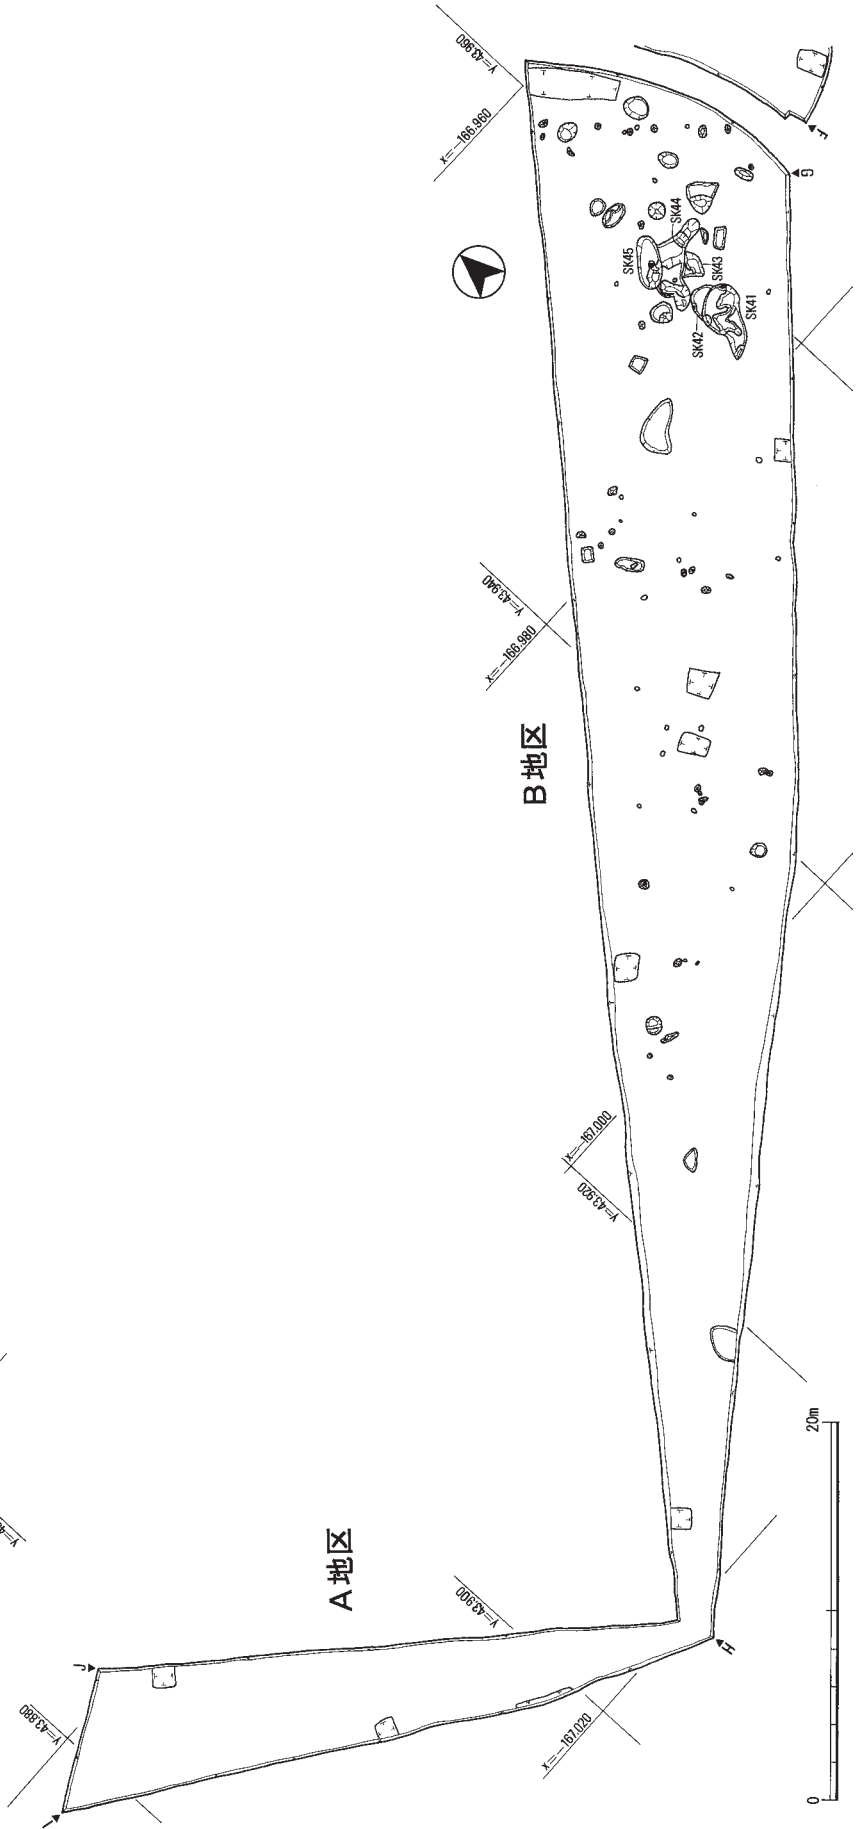 Y=43.960
X=-166.960
F
G
SK44
SK45
SK43
SK41
SK42
Y=43.940
X=-166.980
B地区
X=-167.000
Y=43.920
20m
A地区
Y=43.900
H
J
Y=43.880
X=-167.020
I
0